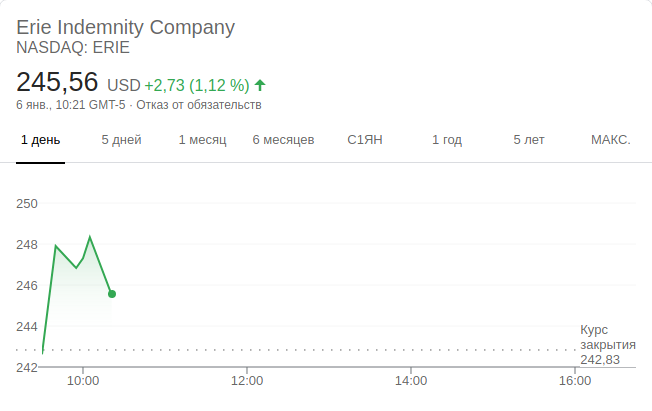 Erie Indemnity Company
NASDAQ: ERIE
245,56 USD +2,73 (1,12 %)
6 янв., 10:21 GMT-5 · Отказ от обязательств
1 день 5 дней 1 месяц 6 месяцев С1ЯН 1 год 5 лет МАКС.
250
248
246
244
242
Курс
закрытия
242,83
10:00 12:00 14:00 16:00